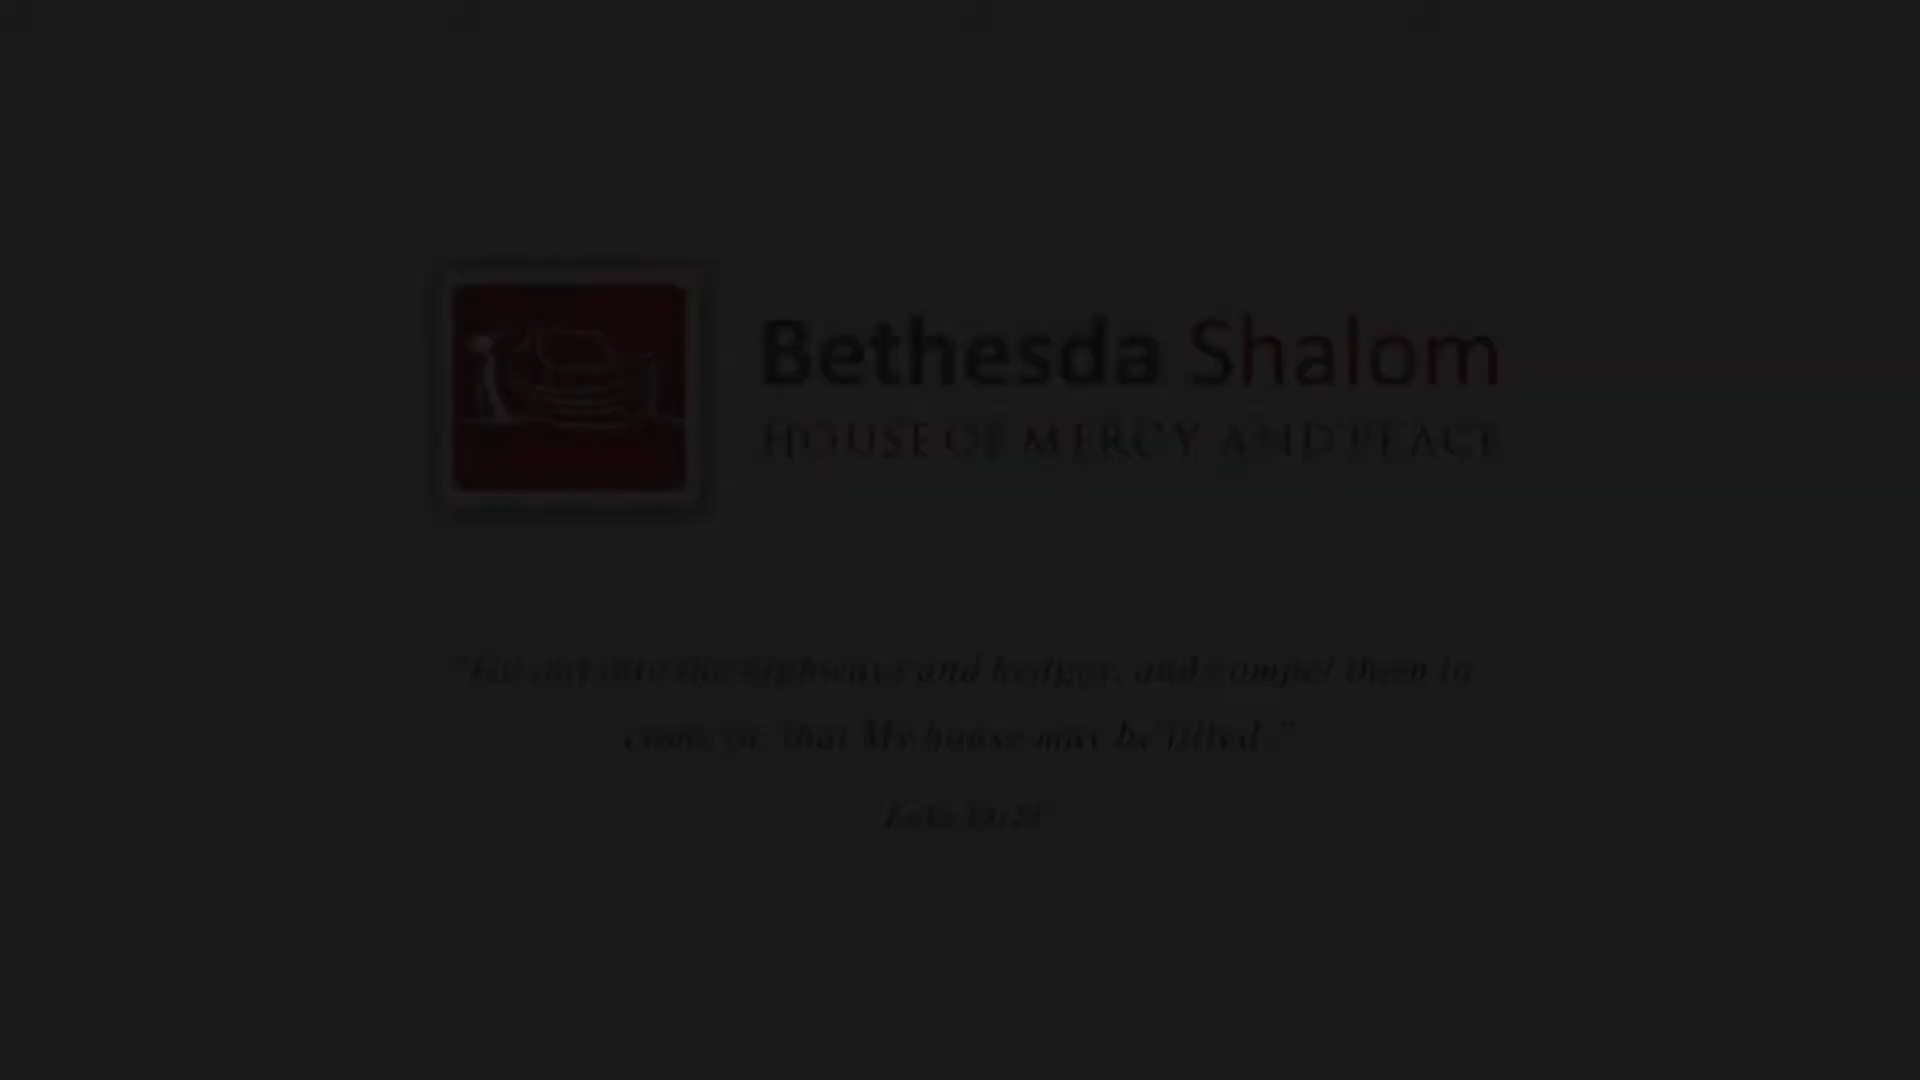 Bethesda Shalom
HOUSE OF MERCY AND PEACE
"Go out into the highways and hedges, and compel them to
come in, that My house may be filled."
Luke 14:23